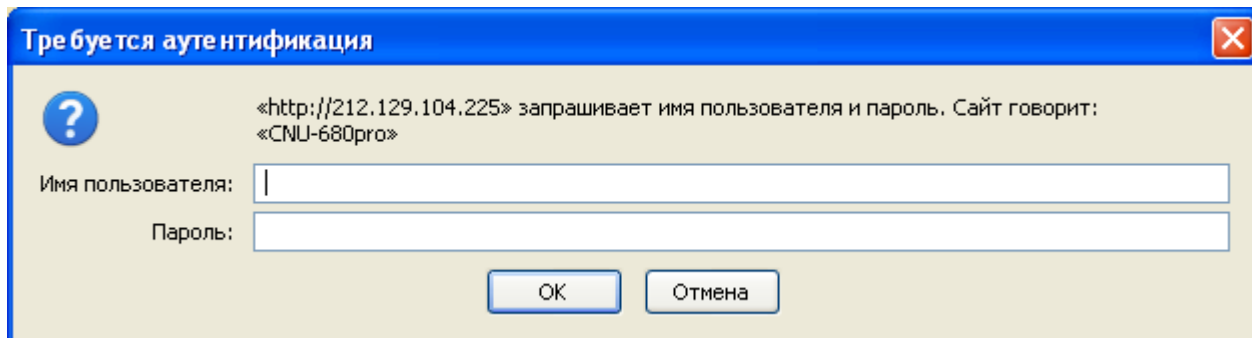 Требуется аутентификация
«http://212.129.104.225» запрашивает имя пользователя и пароль. Сайт говорит:
«CNU-680pro»
Имя пользователя:
Пароль:
OK Отмена